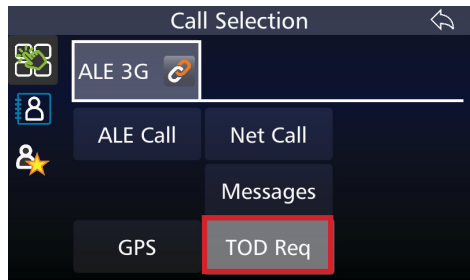 Call Selection
ALE 3G
ALE Call Net Call
Messages
GPS TOD Req